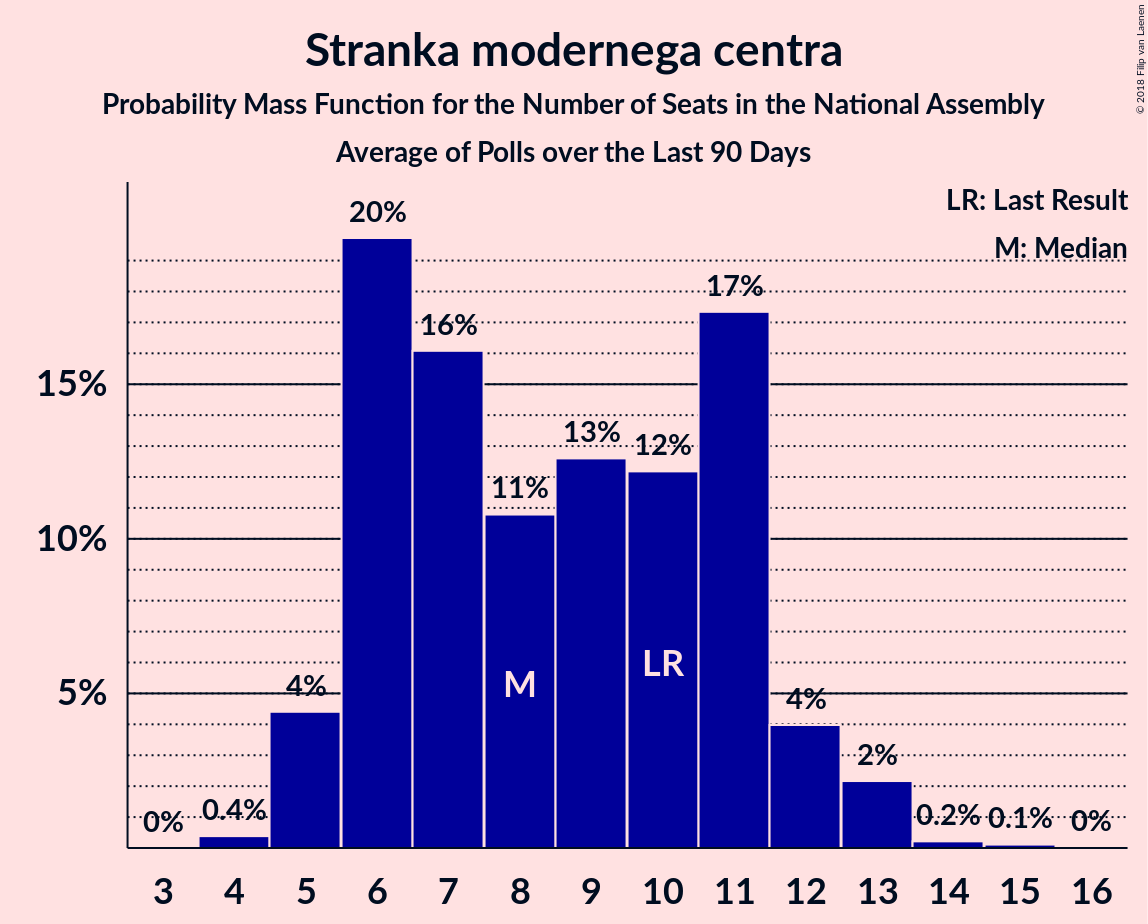 Stranka modernega centra
Probability Mass Function for the Number of Seats in the National Assembly
Average of Polls over the Last 90 Days
© 2018 Filip van Laenen
LR: Last Result
M: Median
20%
17%
16%
15%
13%
12%
11%
10%
LR
M
5%
4%
4%
2%
0%
0.4%
0.2%
0.1%
0%
3 4 5 6 7 8 9 10 11 12 13 14 15 16